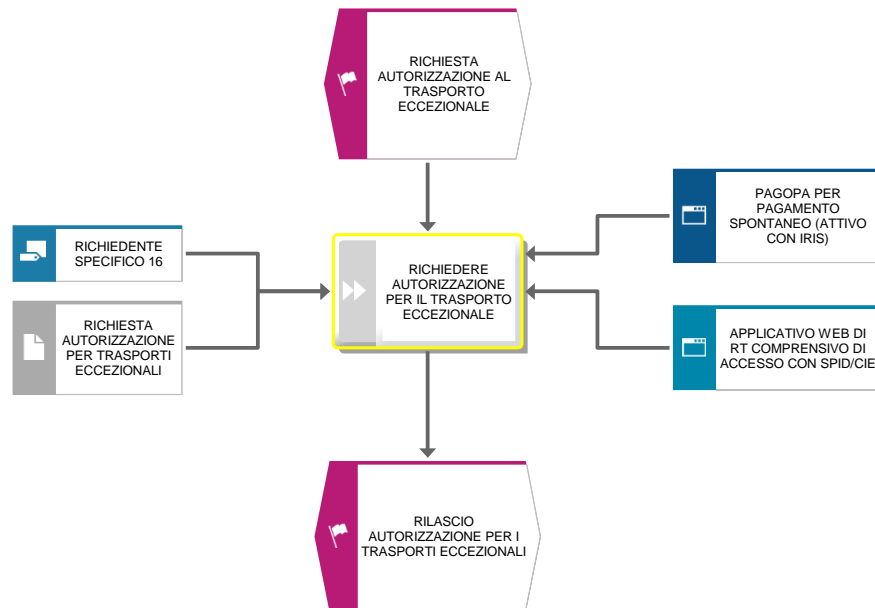 RICHIESTA
AUTORIZZAZIONE AL
TRASPORTO
ECCEZIONALE
PAGOPA PER
PAGAMENTO
SPONTANEO (ATTIVO
CON IRIS)
RICHIEDENTE
SPECIFICO 16
RICHIEDERE
AUTORIZZAZIONE
PER IL TRASPORTO
ECCEZIONALE
RICHIESTA
AUTORIZZAZIONE
PER TRASPORTI
ECCEZIONALI
APPLICATIVO WEB DI
RT COMPRENSIVO DI
ACCESSO CON SPID/CIE
RILASCIO
AUTORIZZAZIONE PER I
TRASPORTI ECCEZIONALI